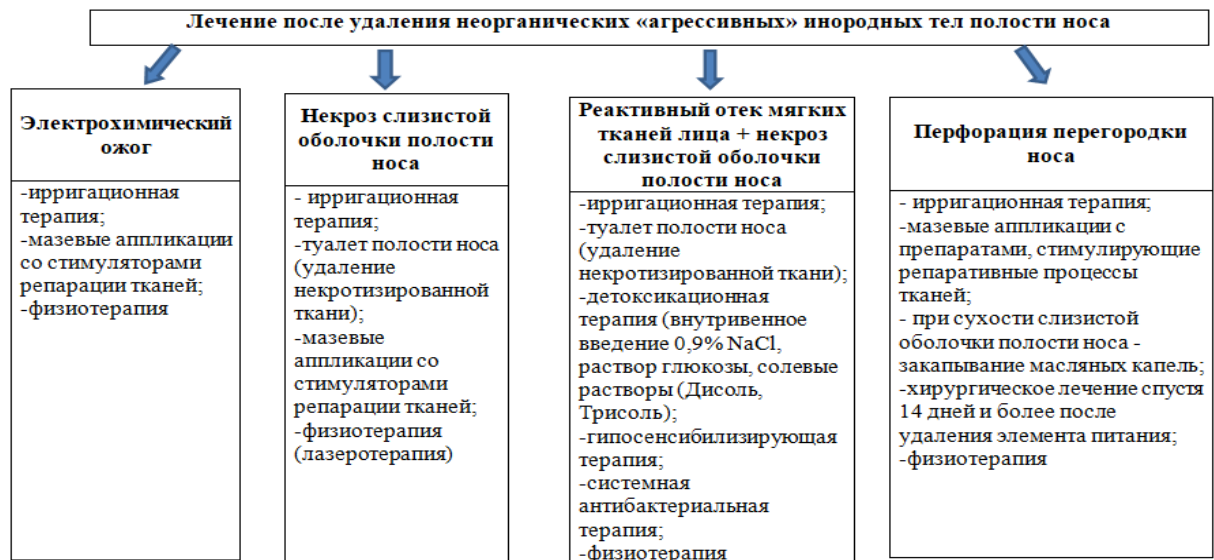 Лечение после удаления неорганических «агрессивных» инородных тел полости носа
Электрохимический
ожог
-ирригационная
терапия;
-мазевые аппликации
со стимуляторами
репарации тканей;
-физиотерапия
Некроз слизистой
оболочки полости
носа
- ирригационная
терапия;
-туалет полости носа
(удаление
некротизированной
ткани);
-мазевые
аппликации со
стимуляторами
репарации тканей;
-физиотерапия
(лазеротерапия)
Реактивный отек мягких
тканей лица + некроз
слизистой оболочки
полости носа
-ирригационная терапия;
-туалет полости носа
(удаление
некротизированной ткани);
-детоксикационная
терапия (внутривенное
введение 0,9% NaCl,
раствор глюкозы, солевые
растворы (Дисоль,
Трисоль);
-гипосенсибилизирующая
терапия;
-системная
антибактериальная
терапия;
-физиотерапия
Перфорация перегородки
носа
- ирригационная терапия;
-мазевые аппликации с
препаратами, стимулирующие
репаративные процессы
тканей;
- при сухости слизистой
оболочки полости носа -
закапывание масляных капель;
-хирургическое лечение спустя
14 дней и более после
удаления элемента питания;
-физиотерапия